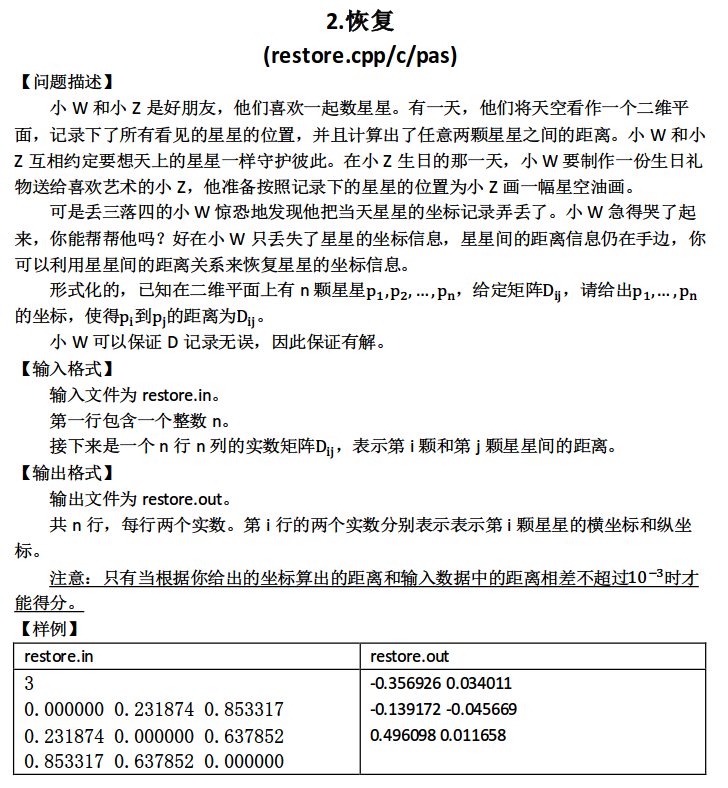 2.恢复
(restore.cpp/c/pas)
【问题描述】
小 W 和小 Z 是好朋友，他们喜欢一起数星星。有一天，他们将天空看作一个二维平
面，记录下了所有看见的星星的位置，并且计算出了任意两颗星星之间的距离。小 W 和小
Z 互相约定要想天上的星星一样守护彼此。在小 Z 生日的那一天，小 W 要制作一份生日礼
物送给喜欢艺术的小 Z，他准备按照记录下的星星的位置为小 Z 画一幅星空油画。
可是丢三落四的小 W 惊恐地发现他把当天星星的坐标记录弄丢了。小 W 急得哭了起
来，你能帮帮他吗？好在小 W 只丢失了星星的坐标信息，星星间的距离信息仍在手边，你
可以利用星星间的距离关系来恢复星星的坐标信息。
形式化的，已知在二维平面上有 n 颗星星p₁,p₂, …,pₙ，给定矩阵Dᵢⱼ，请给出p₁, …,pₙ
的坐标，使得pᵢ到pⱼ的距离为Dᵢⱼ。
小 W 可以保证 D 记录无误，因此保证有解。
【输入格式】
输入文件为 restore.in。
第一行包含一个整数 n。
接下来是一个 n 行 n 列的实数矩阵Dᵢⱼ，表示第 i 颗和第 j 颗星星间的距离。
【输出格式】
输出文件为 restore.out。
共 n 行，每行两个实数。第 i 行的两个实数分别表示表示第 i 颗星星的横坐标和纵坐
标。
注意：只有当根据你给出的坐标算出的距离和输入数据中的距离相差不超过10⁻³时才
能得分。
【样例】
restore.in restore.out
3 -0.356926 0.034011
0.000000 0.231874 0.853317 -0.139172 -0.045669
0.231874 0.000000 0.637852 0.496098 0.011658
0.853317 0.637852 0.000000